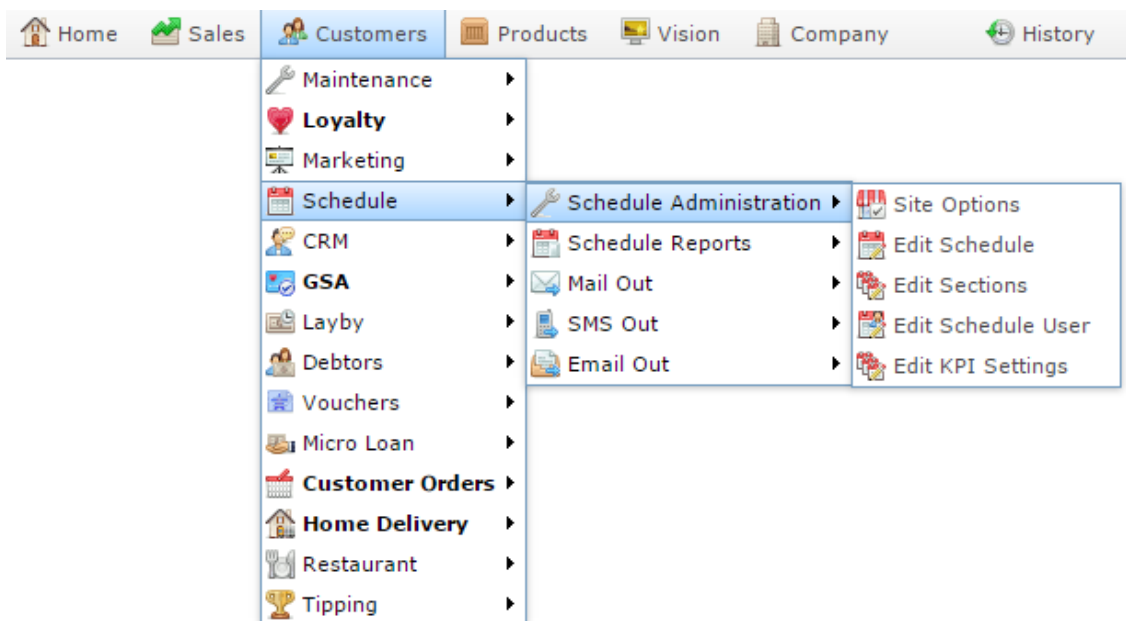 Home Sales Customers Products Vision Company History
Maintenance
Loyalty
Marketing
Schedule Schedule Administration Site Options
CRM Schedule Reports Edit Schedule
GSA Mail Out Edit Sections
Layby SMS Out Edit Schedule User
Debtors Email Out Edit KPI Settings
Vouchers
Micro Loan
Customer Orders
Home Delivery
Restaurant
Tipping